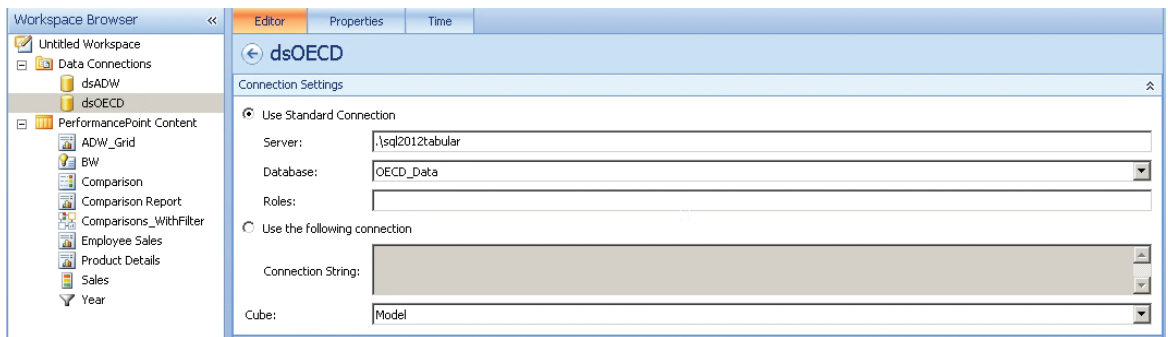 Workspace Browser «
Untitled Workspace
Data Connections
dsADW
dsOECD
PerformancePoint Content
ADW_Grid
BW
Comparison
Comparison Report
Comparisons_WithFilter
Employee Sales
Product Details
Sales
Year
Editor Properties Time
dsOECD
Connection Settings
Use Standard Connection
Server: .\sql2012tabular
Database: OECD_Data
Roles:
Use the following connection
Connection String:
Cube: Model